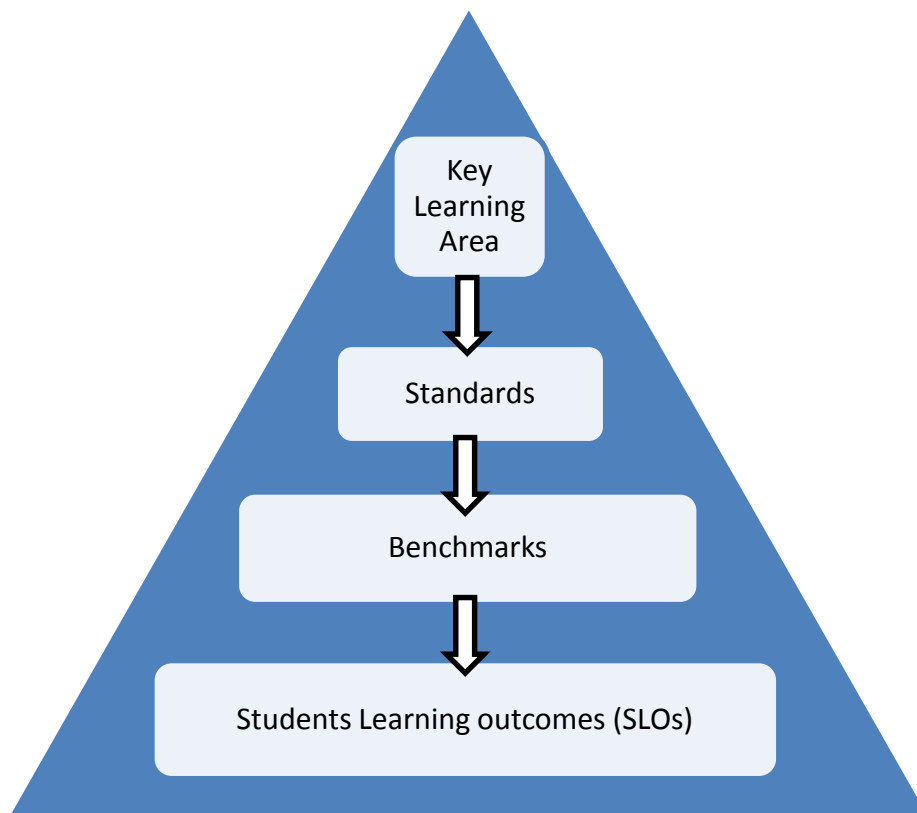 Key
Learning
Area
Standards
Benchmarks
Students Learning outcomes (SLOs)